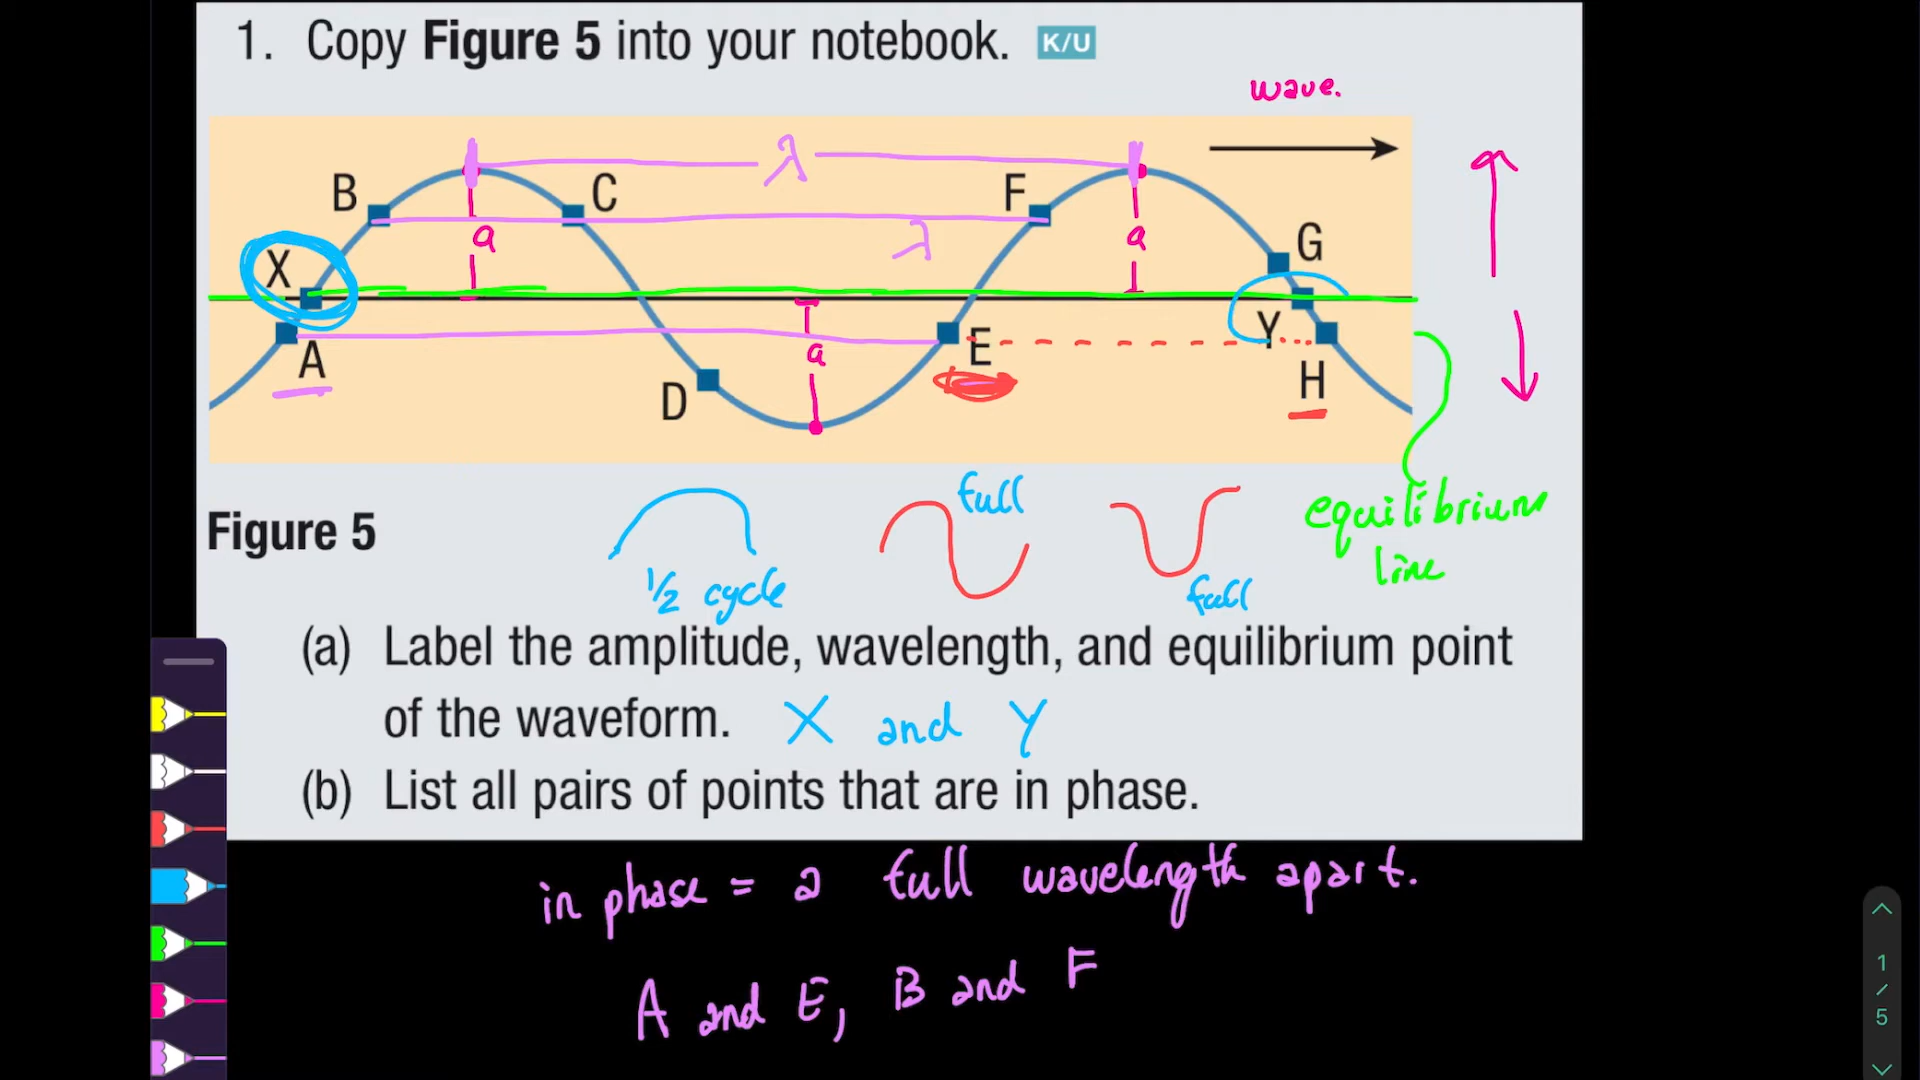 1. Copy Figure 5 into your notebook. K/U
wave.
λ
B C F
λ
a a G
X
Y
a
A E
D H
equilibrium
line
Figure 5
full
1/2 cycle
full
(a) Label the amplitude, wavelength, and equilibrium point
of the waveform. X and Y
(b) List all pairs of points that are in phase.
in phase = a full wavelength apart.
A and E, B and F
1
/
5